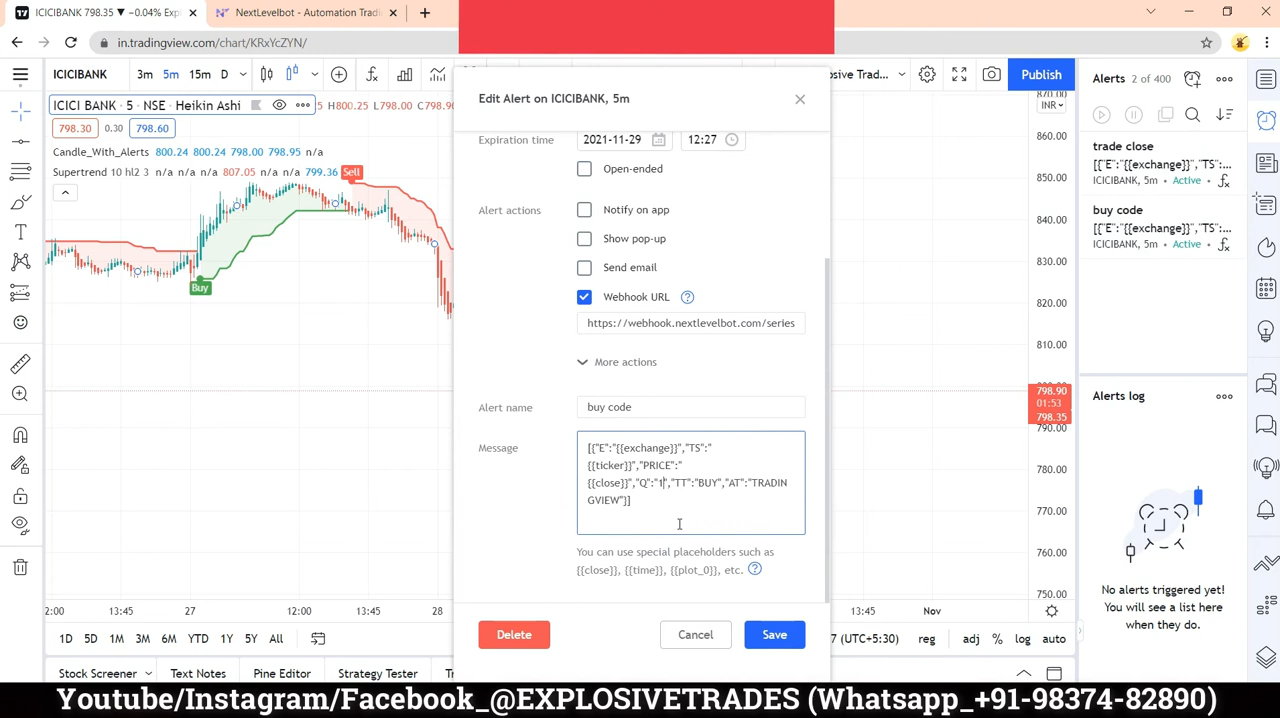 ICICIBANK 798.35 ▼ −0.04% Expl
NextLevelbot - Automation Tradi
in.tradingview.com/chart/KRxYcZYN/
ICICIBANK 3m 5m 15m D
osive Trad...
Publish
Alerts 2 of 400
ICICI BANK · 5 · NSE · Heikin Ashi
5 H800.25 L798.00 C798.9
INR
798.30 0.30 798.60
Candle_With_Alerts 800.24 800.24 798.00 798.95 n/a
Supertrend 10 hl2 3 n/a n/a 807.05 n/a n/a 799.36
Sell
Buy
Edit Alert on ICICIBANK, 5m
Expiration time
2021-11-29
12:27
Open-ended
Alert actions
Notify on app
Show pop-up
Send email
Webhook URL
https://webhook.nextlevelbot.com/series
More actions
Alert name
buy code
Message
[{"E":"{{exchange}}","TS":"
{{ticker}}","PRICE":"
{{close}}","Q":"1","TT":"BUY","AT":"TRADIN
GVIEW"}]
You can use special placeholders such as
{{close}}, {{time}}, {{plot_0}}, etc.
Delete
Cancel
Save
870.00
860.00
850.00
840.00
830.00
820.00
810.00
798.90
01:53
798.35
790.00
780.00
770.00
760.00
750.00
trade close
[{"E":"{{exchange}}","TS":...
ICICIBANK, 5m • Active
buy code
[{"E":"{{exchange}}","TS":...
ICICIBANK, 5m • Active
Alerts log
No alerts triggered yet!
You will see a list here
when they do.
2:00 13:45 27 12:00 13:45 28
13:45 Nov
1D 5D 1M 3M 6M YTD 1Y 5Y All
7 (UTC+5:30) reg adj % log auto
Stock Screener Text Notes Pine Editor Strategy Tester Tr
Youtube/Instagram/Facebook_@EXPLOSIVETRADES (Whatsapp_+91-98374-82890)